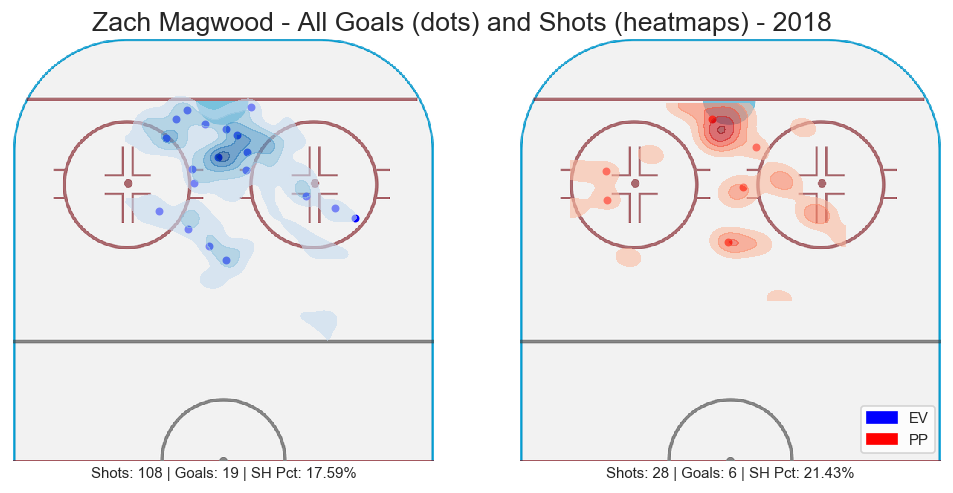 Zach Magwood - All Goals (dots) and Shots (heatmaps) - 2018
EV
PP
Shots: 108 | Goals: 19 | SH Pct: 17.59%
Shots: 28 | Goals: 6 | SH Pct: 21.43%